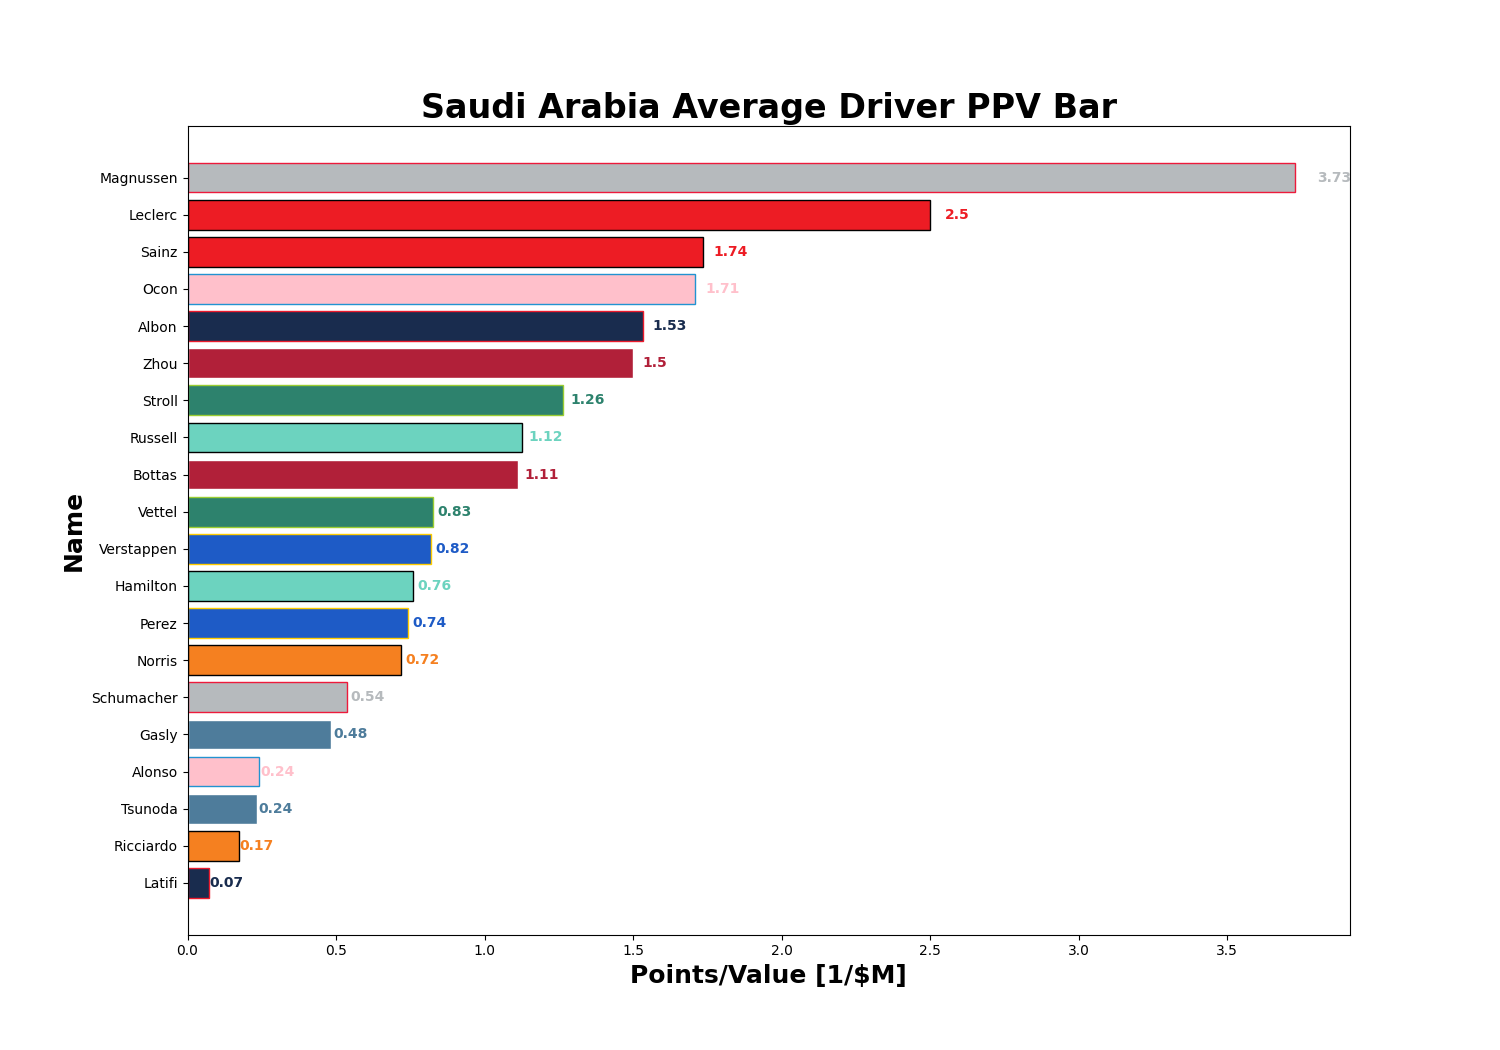 Saudi Arabia Average Driver PPV Bar
Magnussen 3.73
Leclerc 2.5
Sainz 1.74
Ocon 1.71
Albon 1.53
Zhou 1.5
Stroll 1.26
Russell 1.12
Bottas 1.11
Vettel 0.83
Verstappen 0.82
Hamilton 0.76
Perez 0.74
Norris 0.72
Schumacher 0.54
Gasly 0.48
Alonso 0.24
Tsunoda 0.24
Ricciardo 0.17
Latifi 0.07
Name
0.0 0.5 1.0 1.5 2.0 2.5 3.0 3.5
Points/Value [1/$M]